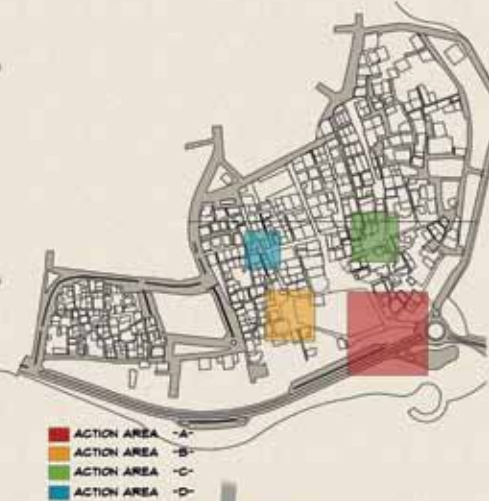 ACTION AREA -A-
ACTION AREA -B-
ACTION AREA -C-
ACTION AREA -D-